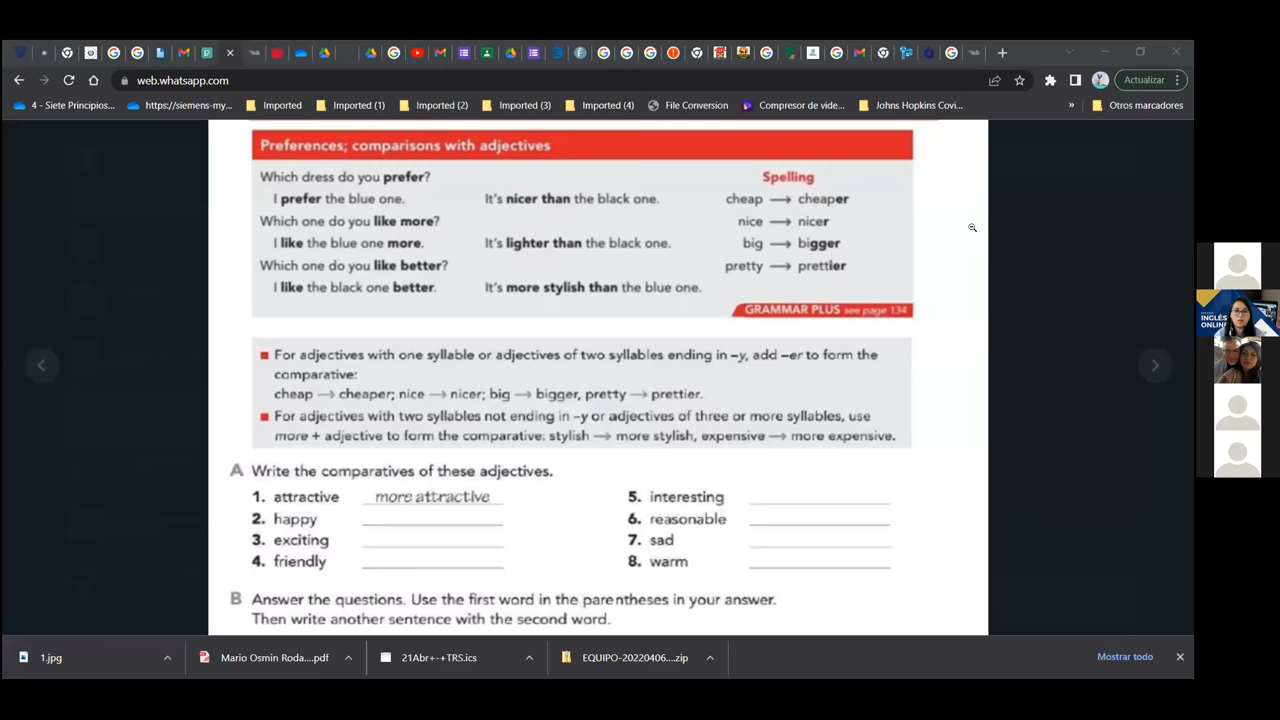 web.whatsapp.com
Actualizar
4 - Siete Principios...
https://siemens-my...
Imported
Imported (1)
Imported (2)
Imported (3)
Imported (4)
File Conversion
Compresor de vide...
Johns Hopkins Covi...
»
Otros marcadores
Preferences; comparisons with adjectives
Which dress do you prefer?
I prefer the blue one.
Which one do you like more?
I like the blue one more.
Which one do you like better?
I like the black one better.
It's nicer than the black one.
It's lighter than the black one.
It's more stylish than the blue one.
Spelling
cheap → cheaper
nice → nicer
big → bigger
pretty → prettier
GRAMMAR PLUS see page 134
■ For adjectives with one syllable or adjectives of two syllables ending in –y, add –er to form the
comparative:
cheap → cheaper; nice → nicer; big → bigger, pretty → prettier.
■ For adjectives with two syllables not ending in –y or adjectives of three or more syllables, use
more + adjective to form the comparative: stylish → more stylish, expensive → more expensive.
A Write the comparatives of these adjectives.
1. attractive more attractive
2. happy
3. exciting
4. friendly
5. interesting
6. reasonable
7. sad
8. warm
B Answer the questions. Use the first word in the parentheses in your answer.
Then write another sentence with the second word.
INGLÉS
ONLINE
1.jpg
Mario Osmin Roda....pdf
21Abr+-+TRS.ics
EQUIPO-20220406....zip
Mostrar todo